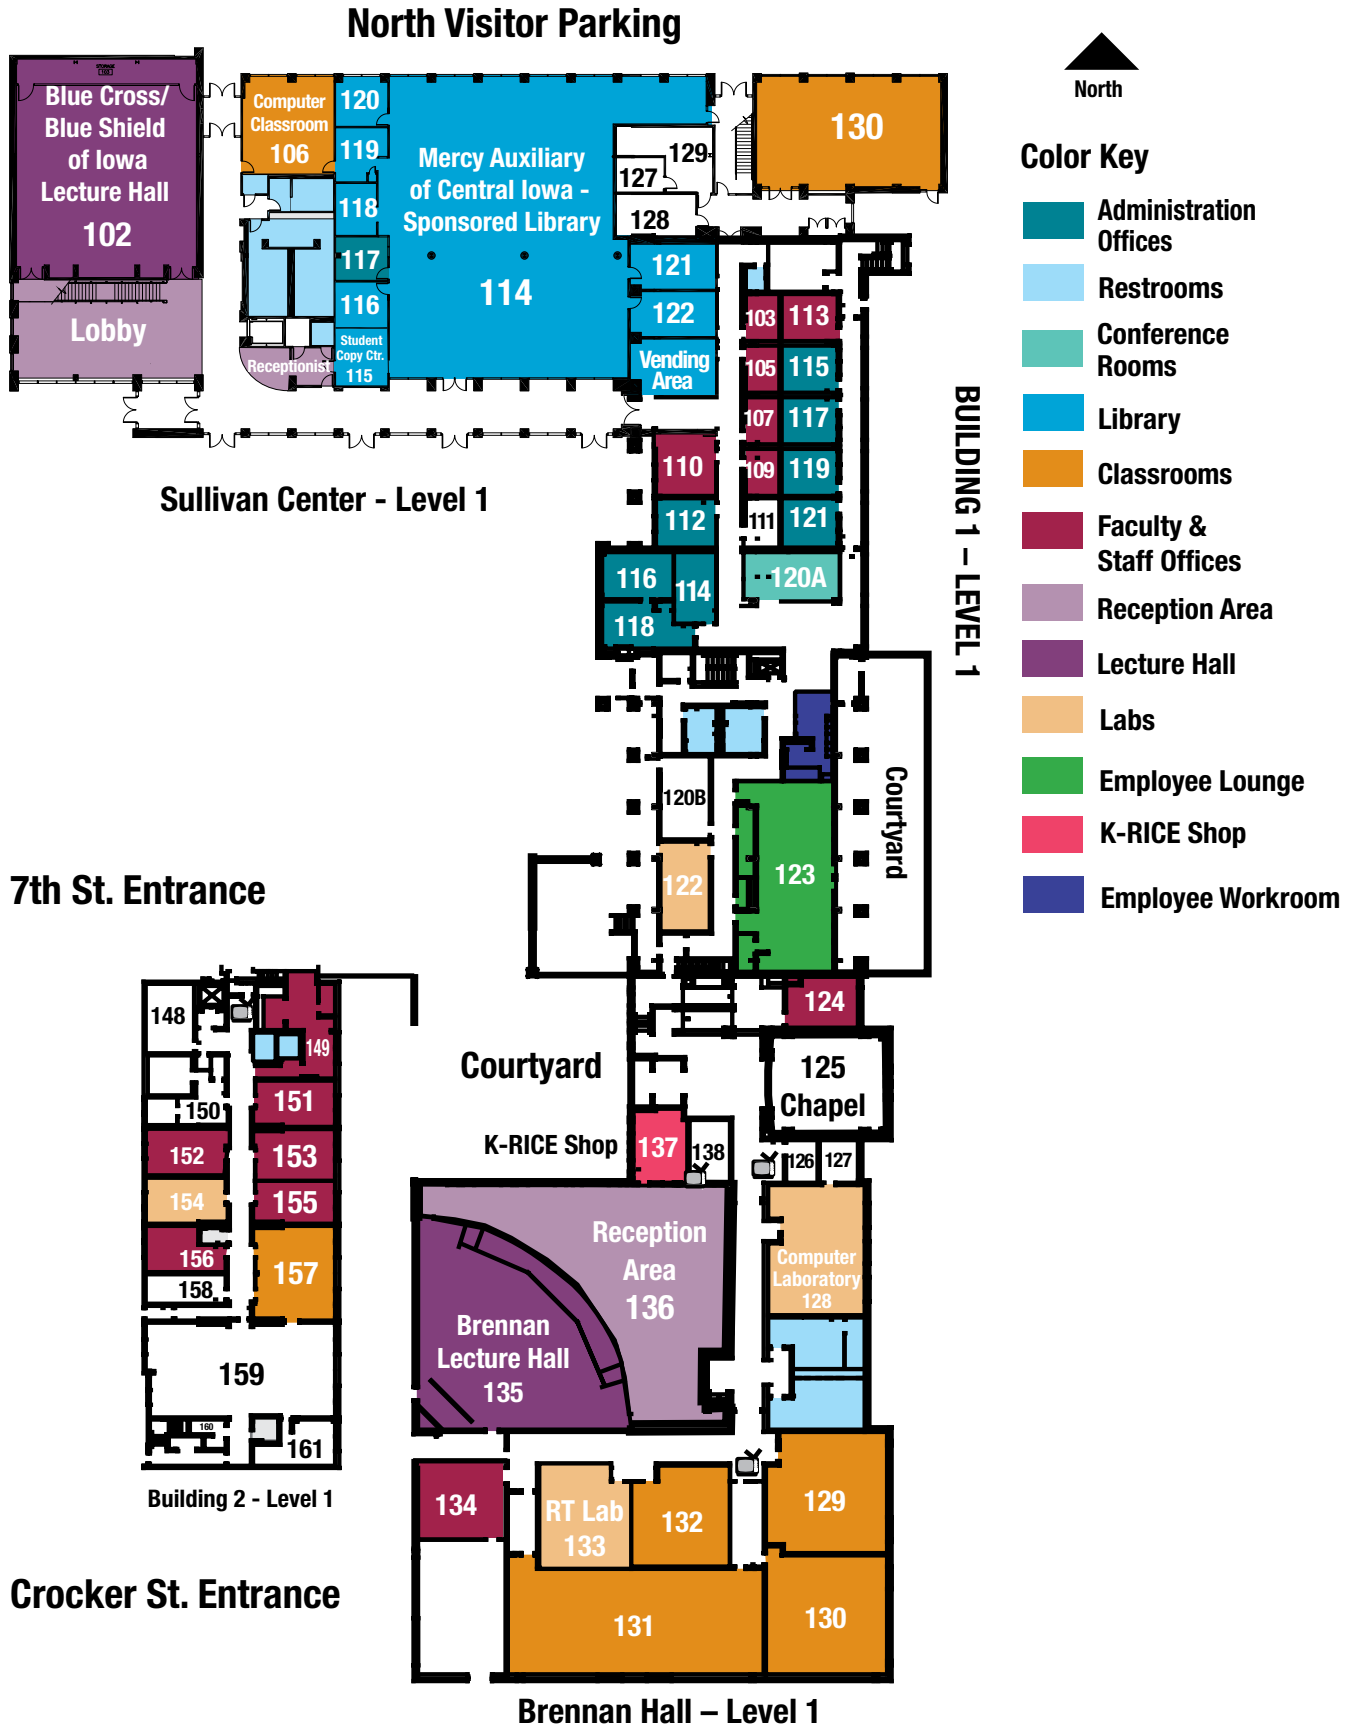 North Visitor Parking
North
STORAGE
103
Blue Cross/
Blue Shield
of Iowa
Lecture Hall
102
Lobby
Computer
Classroom
106
120
119
118
117
116
Student
Copy Ctr.
115
Receptionist
Mercy Auxiliary
of Central Iowa -
Sponsored Library
114
129
127
128
121
122
Vending
Area
130
Sullivan Center - Level 1
103
113
105
115
107
117
109
119
111
121
110
112
116
114
118
120A
BUILDING 1 – LEVEL 1
Color Key
Administration
Offices
Restrooms
Conference
Rooms
Library
Classrooms
Faculty &
Staff Offices
Reception Area
Lecture Hall
Labs
Employee Lounge
K-RICE Shop
Employee Workroom
120B
122
123
Courtyard
124
125
Chapel
126
127
7th St. Entrance
148
149
150
151
152
153
154
155
156
157
158
159
160
161
Building 2 - Level 1
Crocker St. Entrance
Courtyard
K-RICE Shop
137
138
Reception
Area
136
Brennan
Lecture Hall
135
Computer
Laboratory
128
134
RT Lab
133
132
129
131
130
Brennan Hall – Level 1